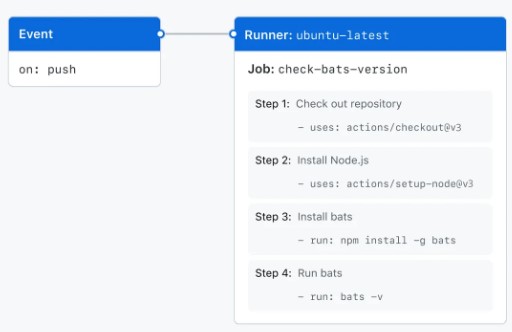 Event
on: push
Runner: ubuntu-latest
Job: check-bats-version
Step 1: Check out repository
- uses: actions/checkout@v3
Step 2: Install Node.js
- uses: actions/setup-node@v3
Step 3: Install bats
- run: npm install -g bats
Step 4: Run bats
- run: bats -v